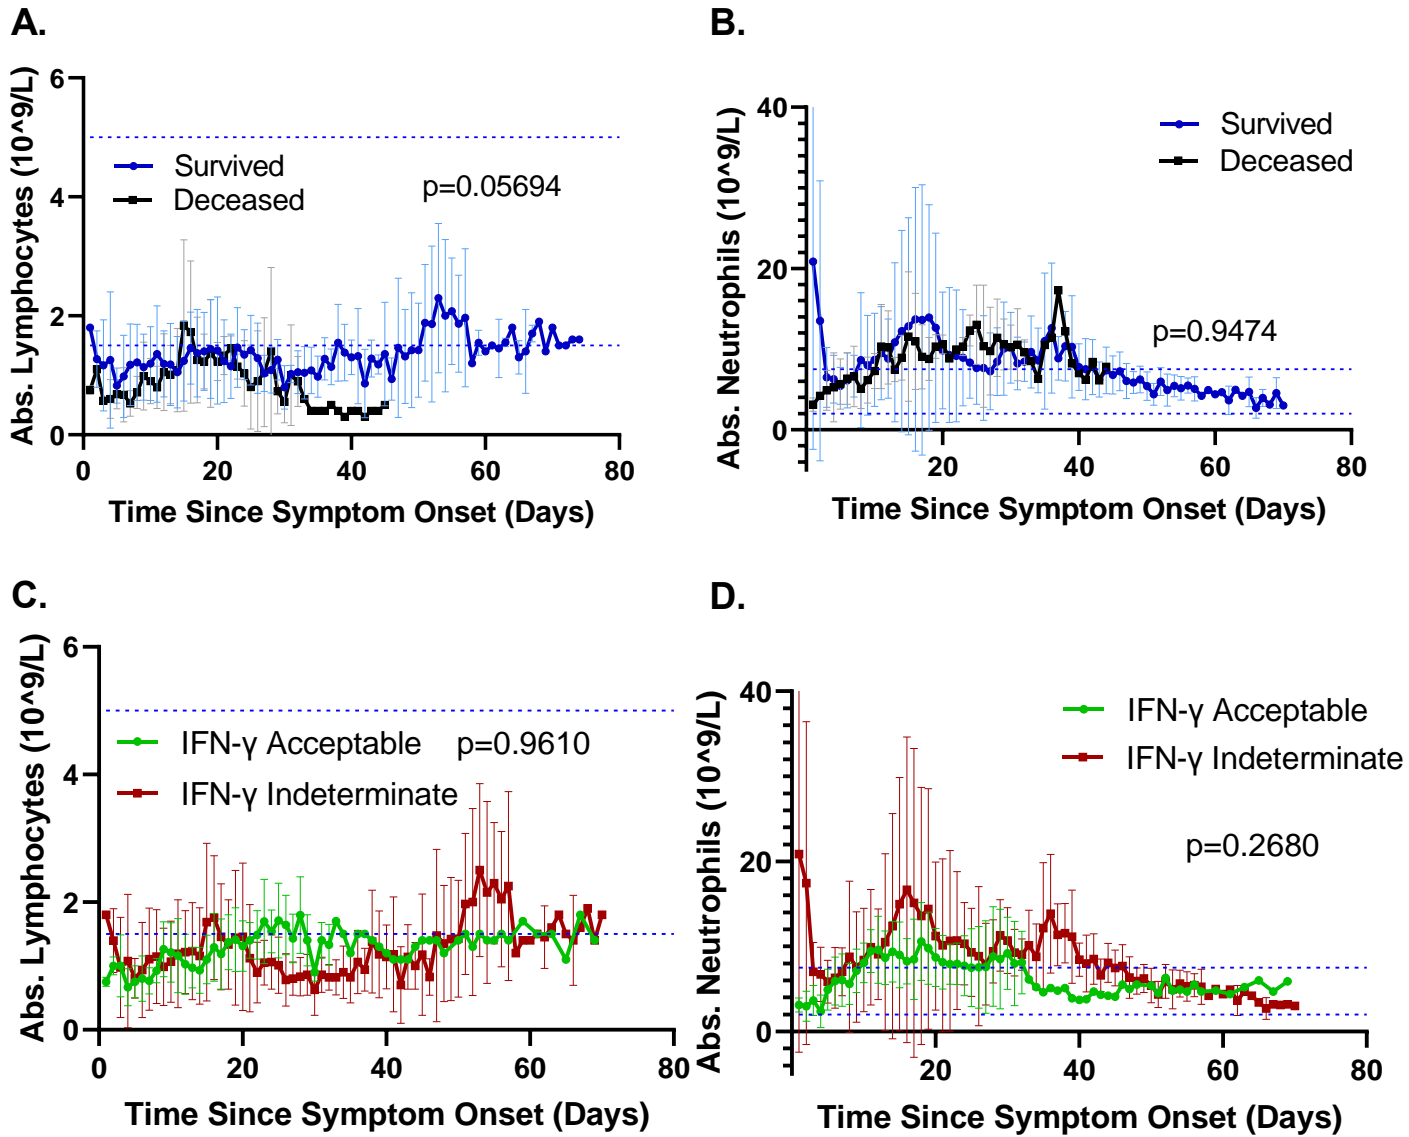 A.
Abs. Lymphocytes (10^9/L)
6
4
2
0
Survived
Deceased
p=0.05694
0 20 40 60 80
Time Since Symptom Onset (Days)
B.
Abs. Neutrophils (10^9/L)
40
20
0
Survived
Deceased
p=0.9474
20 40 60 80
Time Since Symptom Onset (Days)
C.
Abs. Lymphocytes (10^9/L)
6
4
2
0
IFN-γ Acceptable
p=0.9610
IFN-γ Indeterminate
0 20 40 60 80
Time Since Symptom Onset (Days)
D.
Abs. Neutrophils (10^9/L)
40
20
0
IFN-γ Acceptable
IFN-γ Indeterminate
p=0.2680
20 40 60 80
Time Since Symptom Onset (Days)